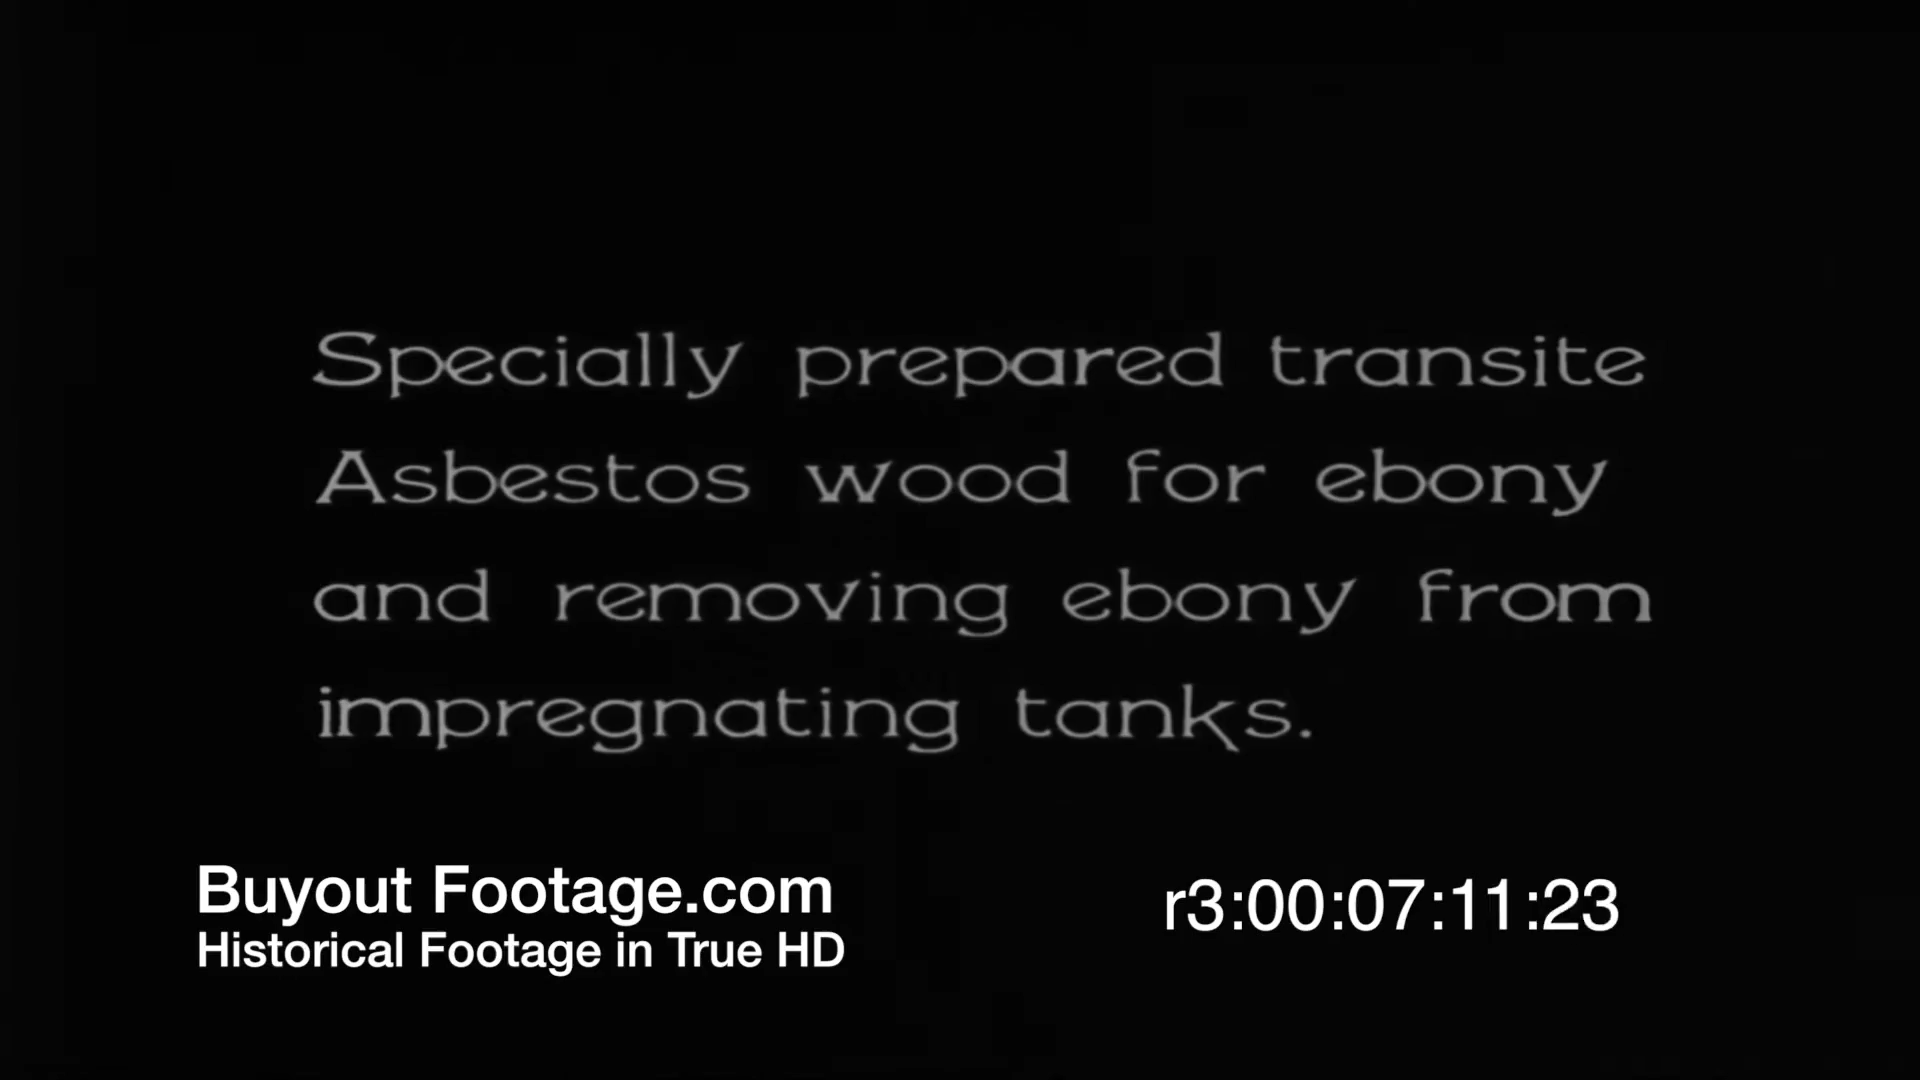 Specially prepared transite
Asbestos wood for ebony
and removing ebony from
impregnating tanks.
Buyout Footage.com
Historical Footage in True HD
r3:00:07:11:23